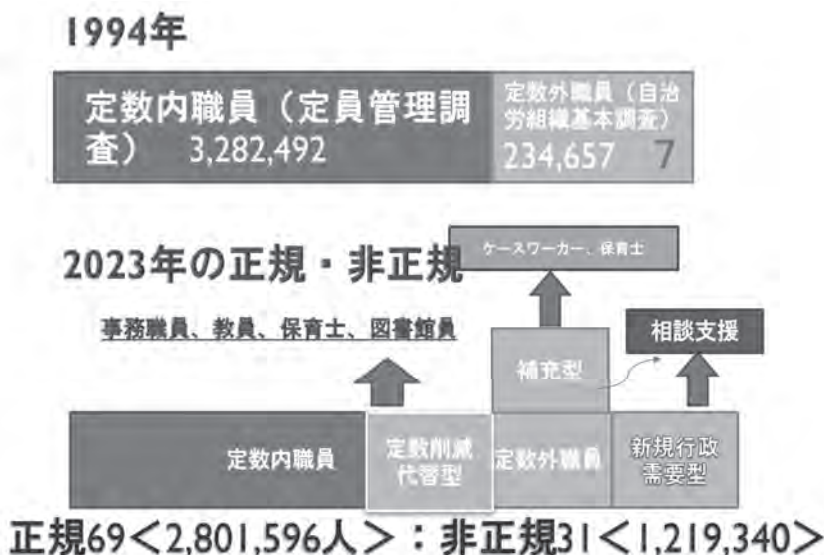 1994年
定数内職員（定員管理調
査） 3,282,492
定数外職員（自治
労組織基本調査）
234,657 7
2023年の正規・非正規
ケースワーカー、保育士
事務職員、教員、保育士、図書館員
相談支援
補充型
定数内職員
定数削減
代替型
定数外職員
新規行政
需要型
正規69＜2,801,596人＞：非正規31＜1,219,340＞